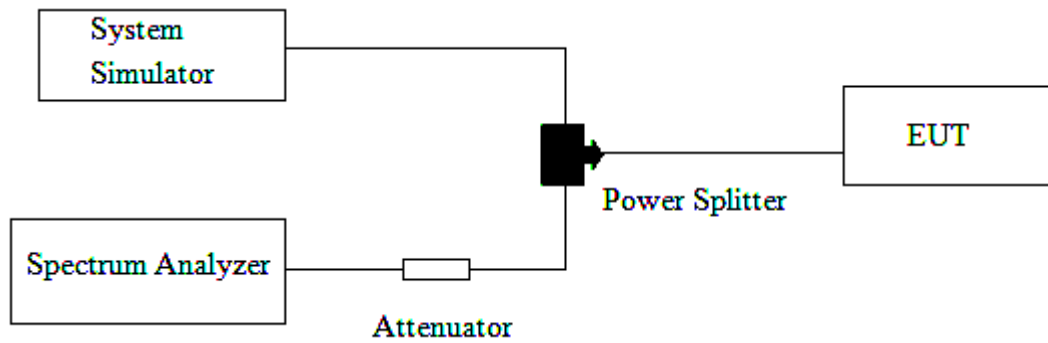 System
Simulator
EUT
Power Splitter
Spectrum Analyzer
Attenuator